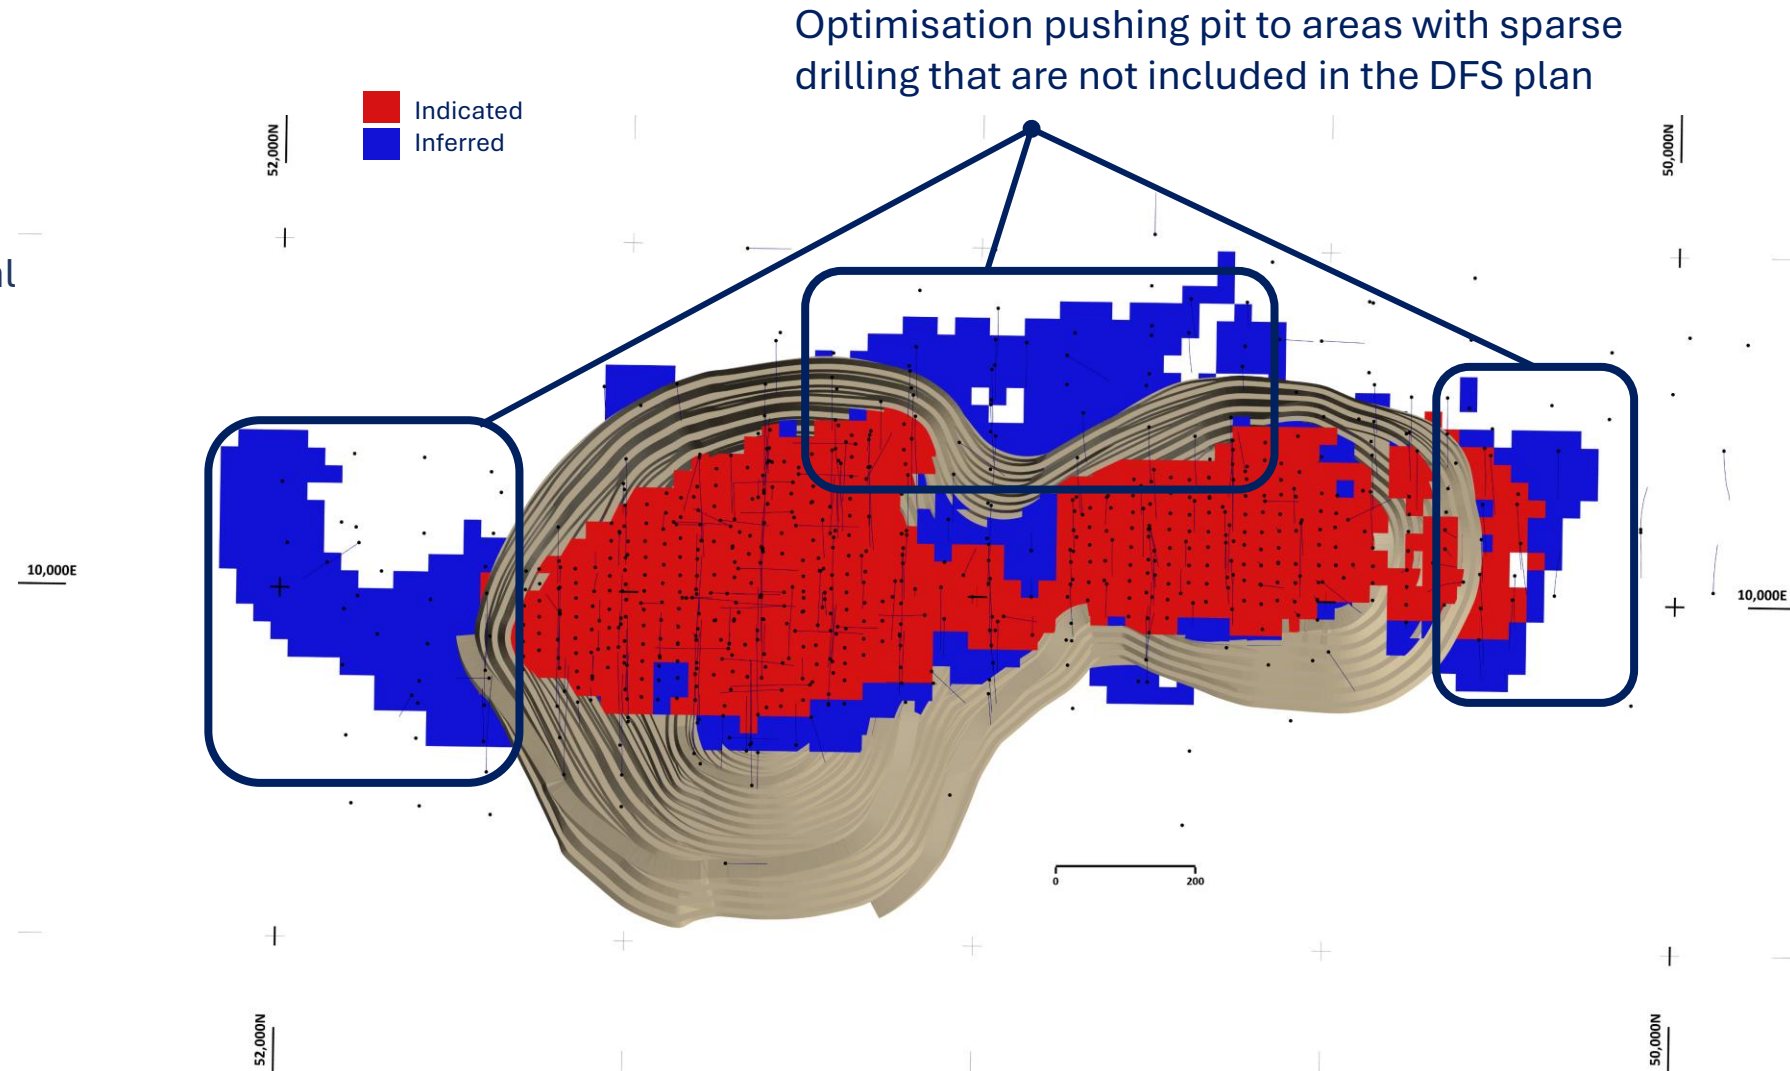 Optimisation pushing pit to areas with sparse
drilling that are not included in the DFS plan
Indicated
Inferred
52,000N
50,000N
al
10,000E
10,000E
0 200
52,000N
50,000N